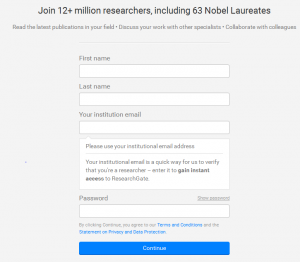 Join 12+ million researchers, including 63 Nobel Laureates
Read the latest publications in your field • Discuss your work with other specialists • Collaborate with colleagues
First name
Last name
Your institution email
Please use your institutional email address
Your institutional email is a quick way for us to verify
that you're a researcher – enter it to gain instant
access to ResearchGate.
Password Show password
By clicking Continue, you agree to our Terms and Conditions and the
Statement on Privacy and Data Protection.
Continue